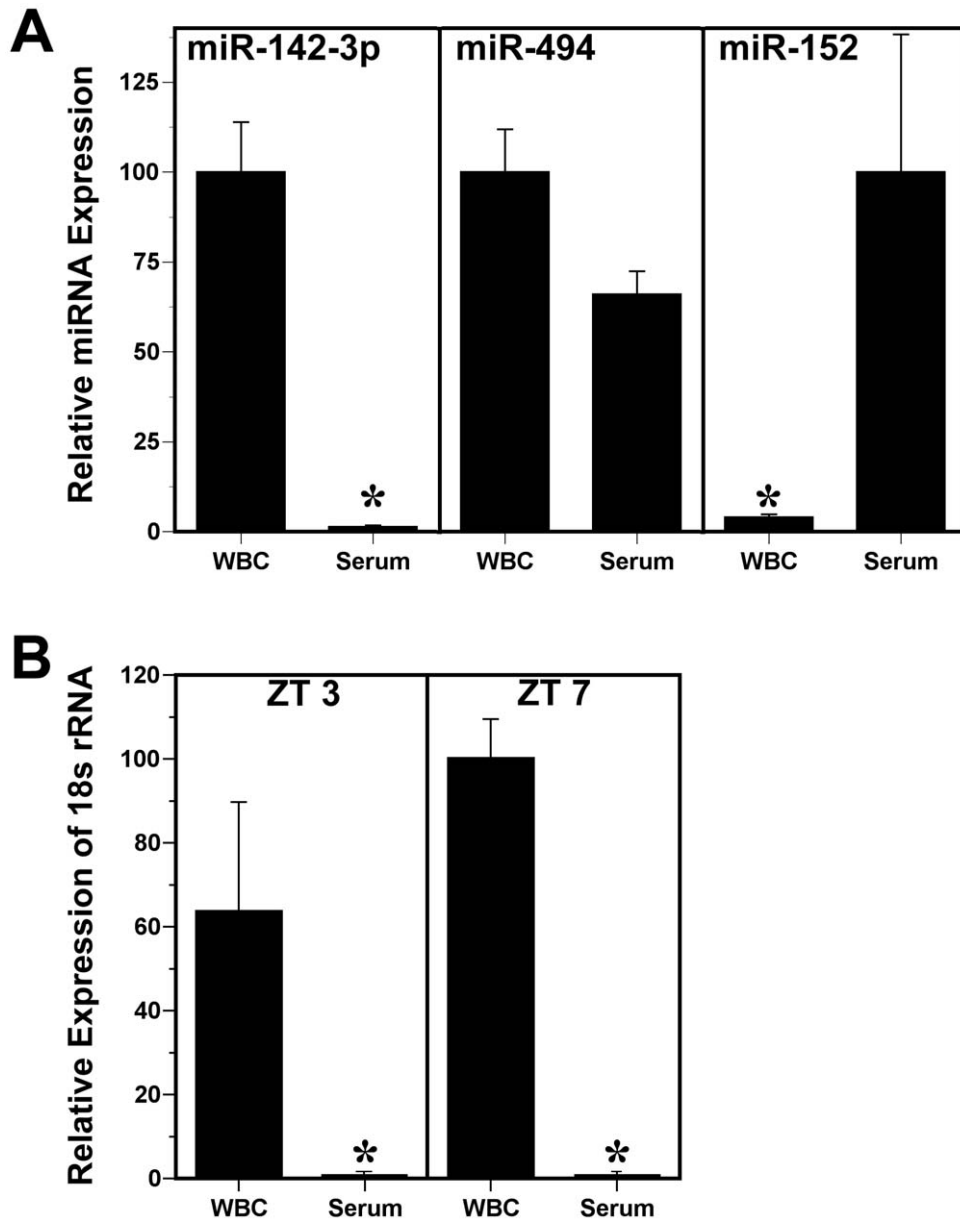 A
miR-142-3p miR-494 miR-152
Relative miRNA Expression
125
100
75
50
25
0
*
*
WBC Serum WBC Serum WBC Serum
B
ZT 3 ZT 7
Relative Expression of 18s rRNA
120
100
80
60
40
20
0
* *
WBC Serum WBC Serum